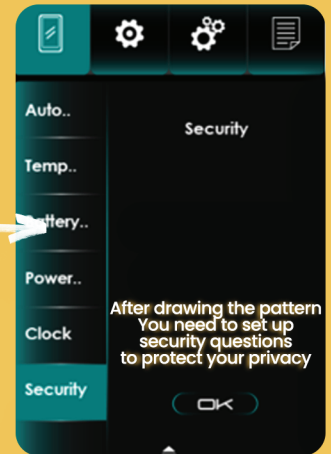 Auto..
Security
Temp..
Battery..
Power..
After drawing the pattern
You need to set up
security questions
to protect your privacy
Clock
Security
OK